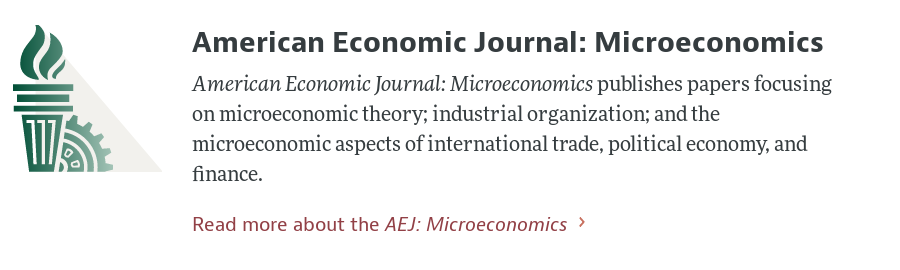 American Economic Journal: Microeconomics
American Economic Journal: Microeconomics publishes papers focusing
on microeconomic theory; industrial organization; and the
microeconomic aspects of international trade, political economy, and
finance.
Read more about the AEJ: Microeconomics ›